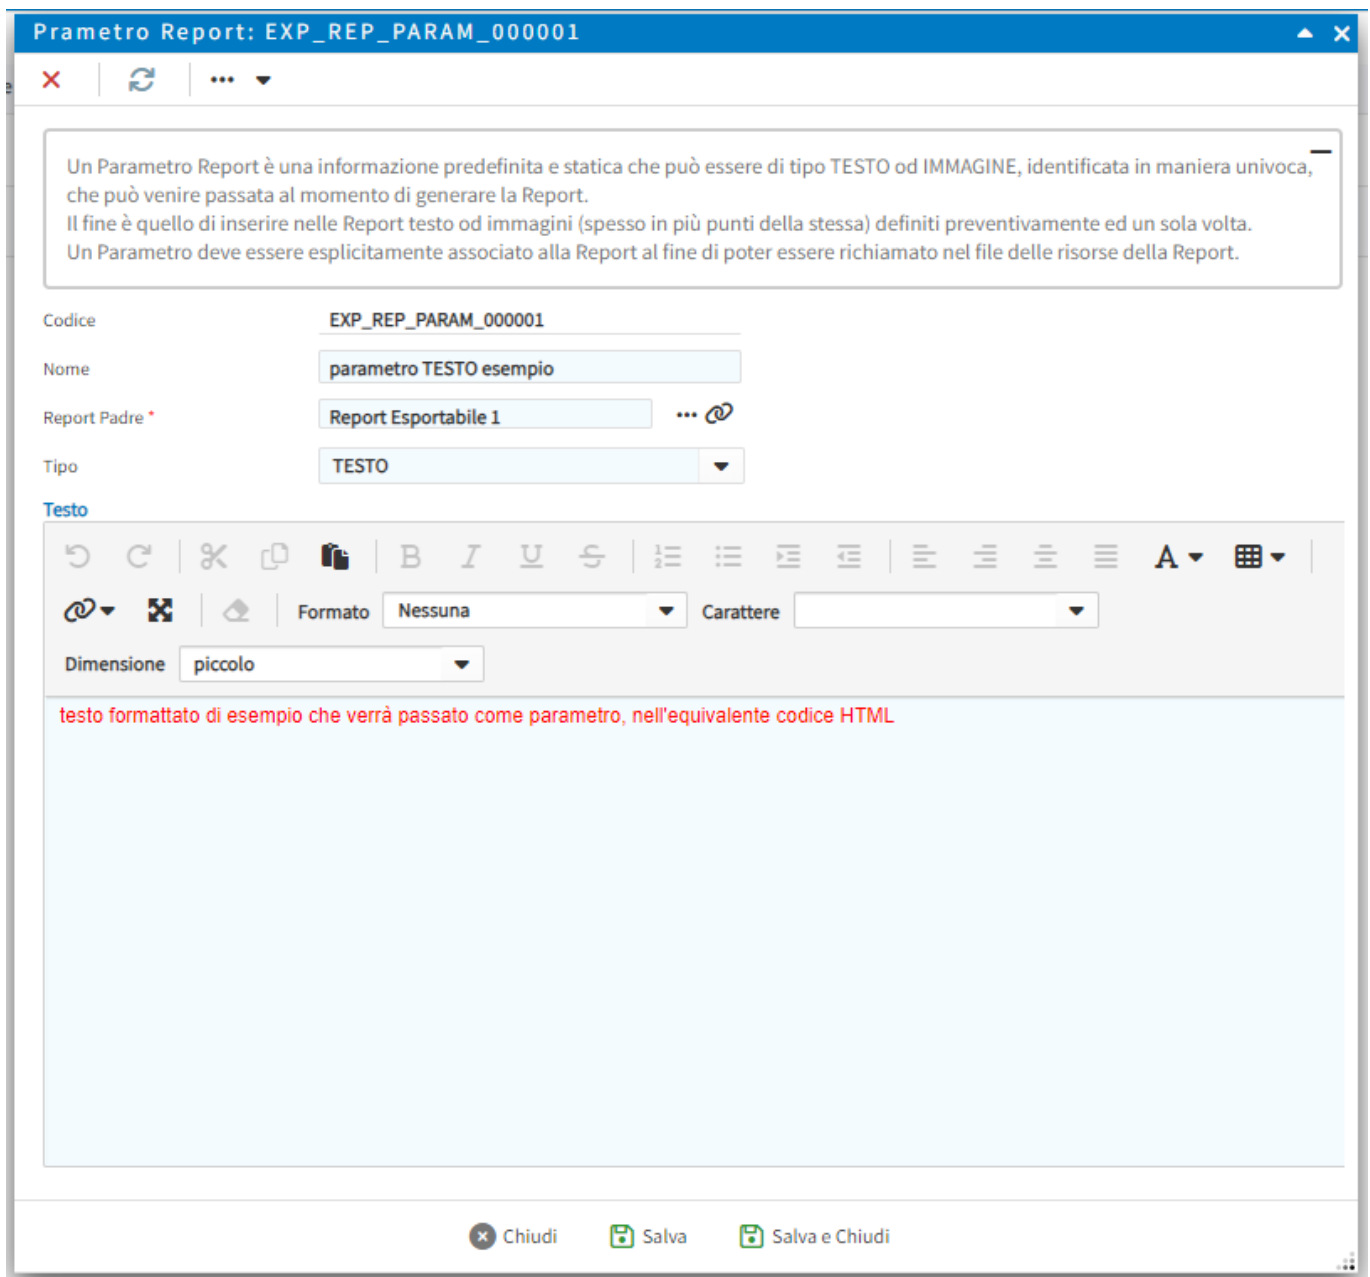 Prametro Report: EXP_REP_PARAM_000001
Un Parametro Report è una informazione predefinita e statica che può essere di tipo TESTO od IMMAGINE, identificata in maniera univoca,
che può venire passata al momento di generare la Report.
Il fine è quello di inserire nelle Report testo od immagini (spesso in più punti della stessa) definiti preventivamente ed un sola volta.
Un Parametro deve essere esplicitamente associato alla Report al fine di poter essere richiamato nel file delle risorse della Report.
Codice EXP_REP_PARAM_000001
Nome parametro TESTO esempio
Report Padre * Report Esportabile 1
Tipo TESTO
Testo
Formato Nessuna Carattere
Dimensione piccolo
testo formattato di esempio che verrà passato come parametro, nell'equivalente codice HTML
Chiudi Salva Salva e Chiudi